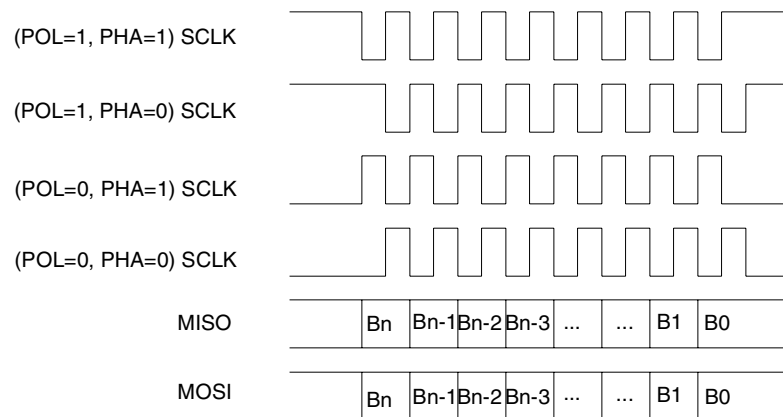 (POL=1, PHA=1) SCLK
(POL=1, PHA=0) SCLK
(POL=0, PHA=1) SCLK
(POL=0, PHA=0) SCLK
MISO Bn Bn-1 Bn-2 Bn-3 ... ... B1 B0
MOSI Bn Bn-1 Bn-2 Bn-3 ... ... B1 B0